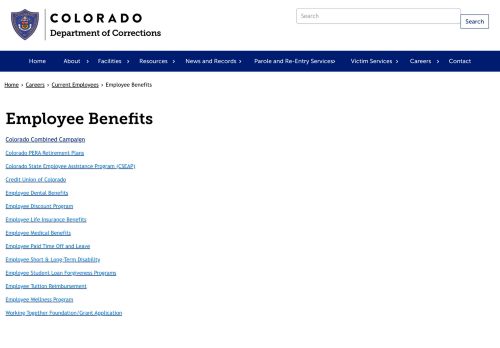 COLORADO
Department of Corrections
Search
Search
Home
About
Facilities
Resources
News and Records
Parole and Re-Entry Services
Victim Services
Careers
Contact
Home › Careers › Current Employees › Employee Benefits
Employee Benefits
Colorado Combined Campaign
Colorado PERA Retirement Plans
Colorado State Employee Assistance Program (CSEAP)
Credit Union of Colorado
Employee Dental Benefits
Employee Discount Program
Employee Life Insurance Benefits
Employee Medical Benefits
Employee Paid Time Off and Leave
Employee Short & Long-Term Disability
Employee Student Loan Forgiveness Programs
Employee Tuition Reimbursement
Employee Wellness Program
Working Together Foundation/Grant Application